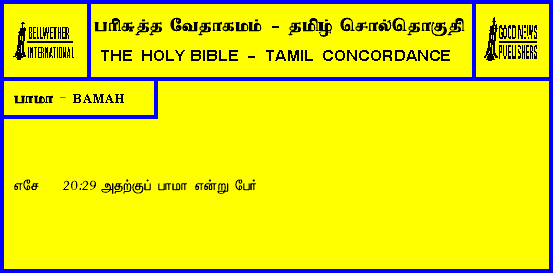 BELLWETHER
INTERNATIONAL
பரிசுத்த வேதாகமம் - தமிழ் சொல்தொகுதி
THE HOLY BIBLE - TAMIL CONCORDANCE
GOOD NEWS
PUBLISHERS
பாமா - BAMAH
எசே 20:29 அதற்குப் பாமா என்று பேர்